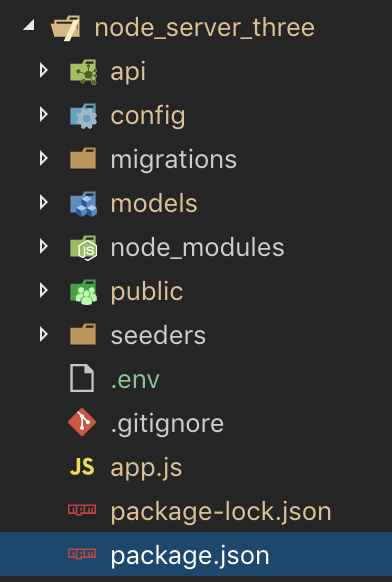 node_server_three
api
config
migrations
models
node_modules
public
seeders
.env
.gitignore
JS app.js
package-lock.json
package.json